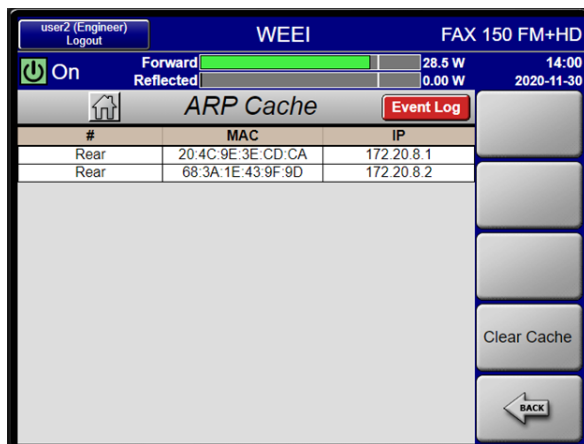 user2 (Engineer)
Logout
WEEI
FAX 150 FM+HD
On
Forward
28.5 W
14:00
Reflected
0.00 W
2020-11-30
ARP Cache
Event Log
# MAC IP
Rear 20:4C:9E:3E:CD:CA 172.20.8.1
Rear 68:3A:1E:43:9F:9D 172.20.8.2
Clear Cache
BACK